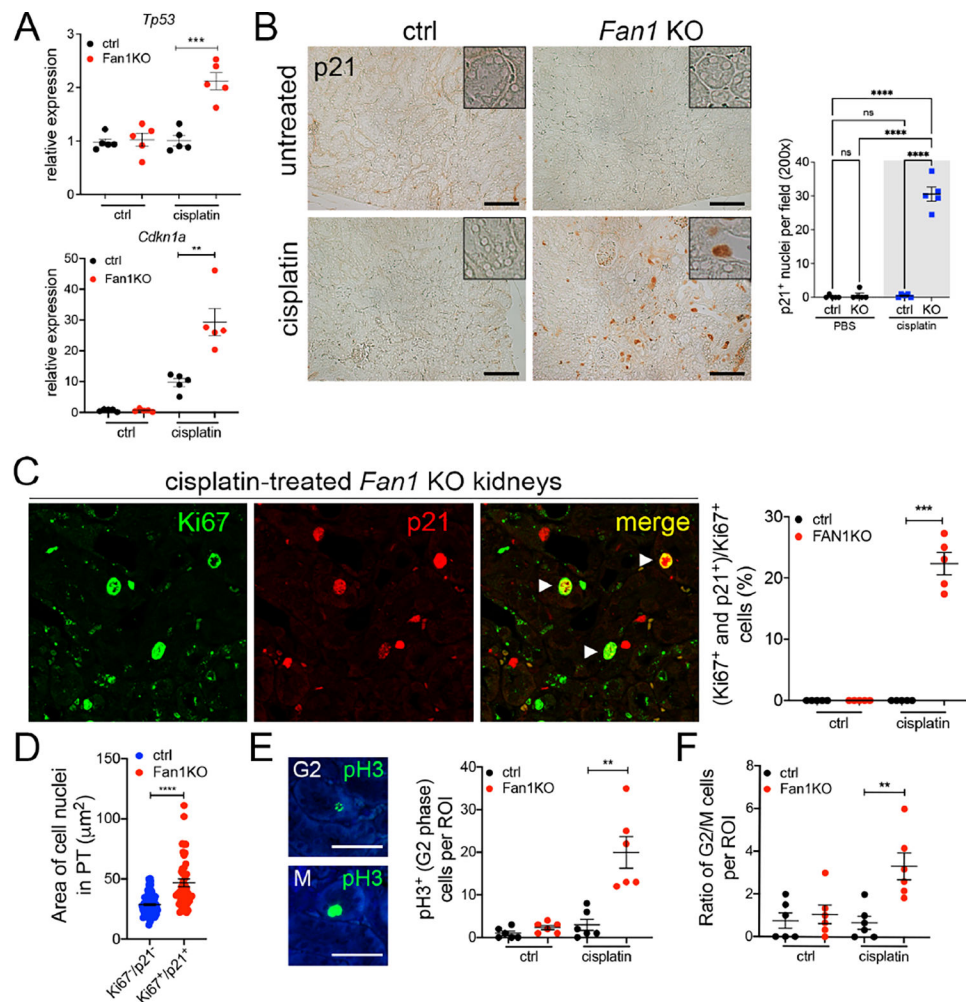 A
Tp53
ctrl
Fan1KO
***
relative expression
3
2
1
0
ctrl
cisplatin
Cdkn1a
ctrl
Fan1KO
**
relative expression
50
40
30
20
10
0
ctrl
cisplatin
B
ctrl
Fan1 KO
p21
untreated
cisplatin
****
ns
****
ns
****
p21+ nuclei per field (200x)
40
30
20
10
0
ctrl KO ctrl KO
PBS cisplatin
C
cisplatin-treated Fan1 KO kidneys
Ki67
p21
merge
ctrl
FAN1KO
***
(Ki67+ and p21+)/Ki67+
cells (%)
30
20
10
0
ctrl
cisplatin
D
ctrl
Fan1KO
****
Area of cell nuclei
in PT (μm2)
150
100
50
0
Ki67-/p21-
Ki67+/p21+
E
G2 pH3
M pH3
ctrl
Fan1KO
**
pH3+ (G2 phase)
cells per ROI
40
30
20
10
0
ctrl
cisplatin
F
ctrl
Fan1KO
**
Ratio of G2/M cells
per ROI
8
6
4
2
0
ctrl
cisplatin